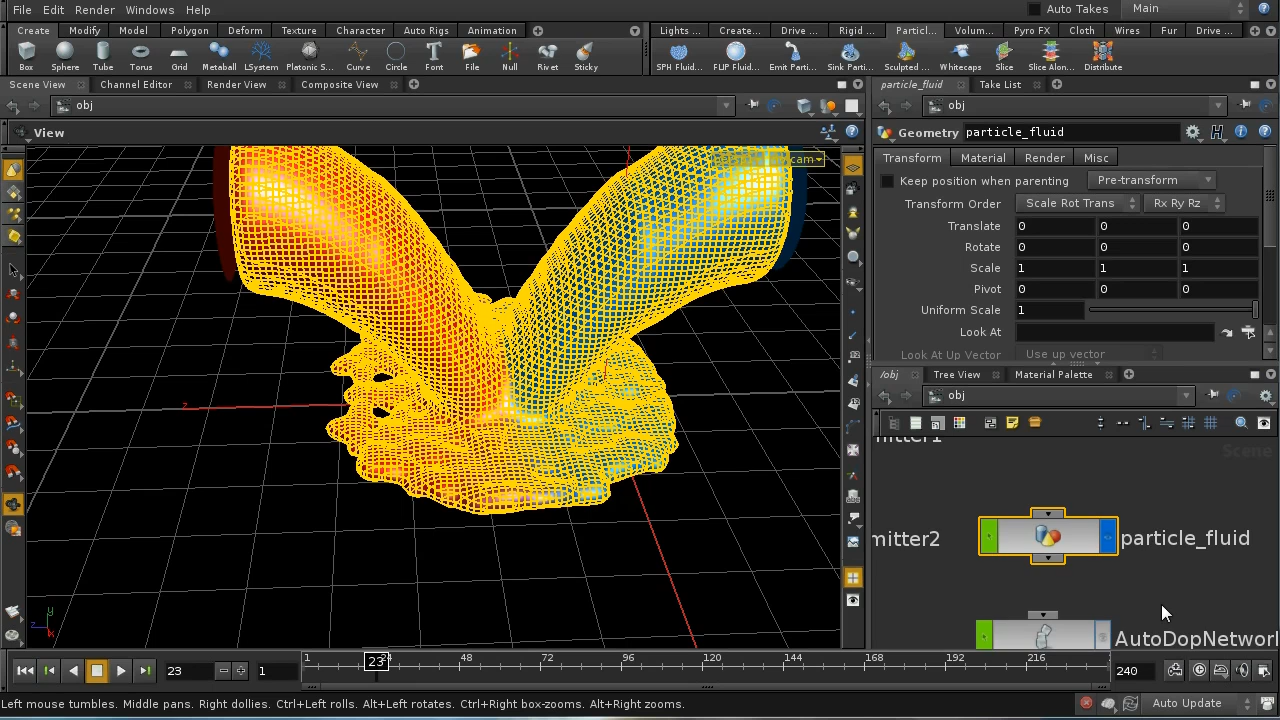 File Edit Render Windows Help Auto Takes Main
Create Modify Model Polygon Deform Texture Character Auto Rigs Animation Lights ... Create... Drive ... Rigid ... Particl... Volum... Pyro FX Cloth Wires Fur Drive ...
Box Sphere Tube Torus Grid Metaball LSystem Platonic S... Curve Circle Font File Null Rivet Sticky SPH Fluid... FLIP Fluid... Emit Parti... Sink Parti... Sculpted ... Whitecaps Slice Slice Alon... Distribute
Scene View Channel Editor Render View Composite View particle_fluid Take List
obj obj
View Geometry particle_fluid
cam
Transform Material Render Misc
Keep position when parenting Pre-transform
Transform Order Scale Rot Trans Rx Ry Rz
Translate 0 0 0
Rotate 0 0 0
Scale 1 1 1
Pivot 0 0 0
Uniform Scale 1
Look At
Look At Up Vector Use up vector
/obj Tree View Material Palette
obj
mitter1
Scene
mitter2 particle_fluid
AutoDopNetwor
z
y
z x
23 1 1 23 48 72 96 120 144 168 192 216 240
Left mouse tumbles. Middle pans. Right dollies. Ctrl+Left rolls. Alt+Left rotates. Ctrl+Right box-zooms. Alt+Right zooms. Auto Update